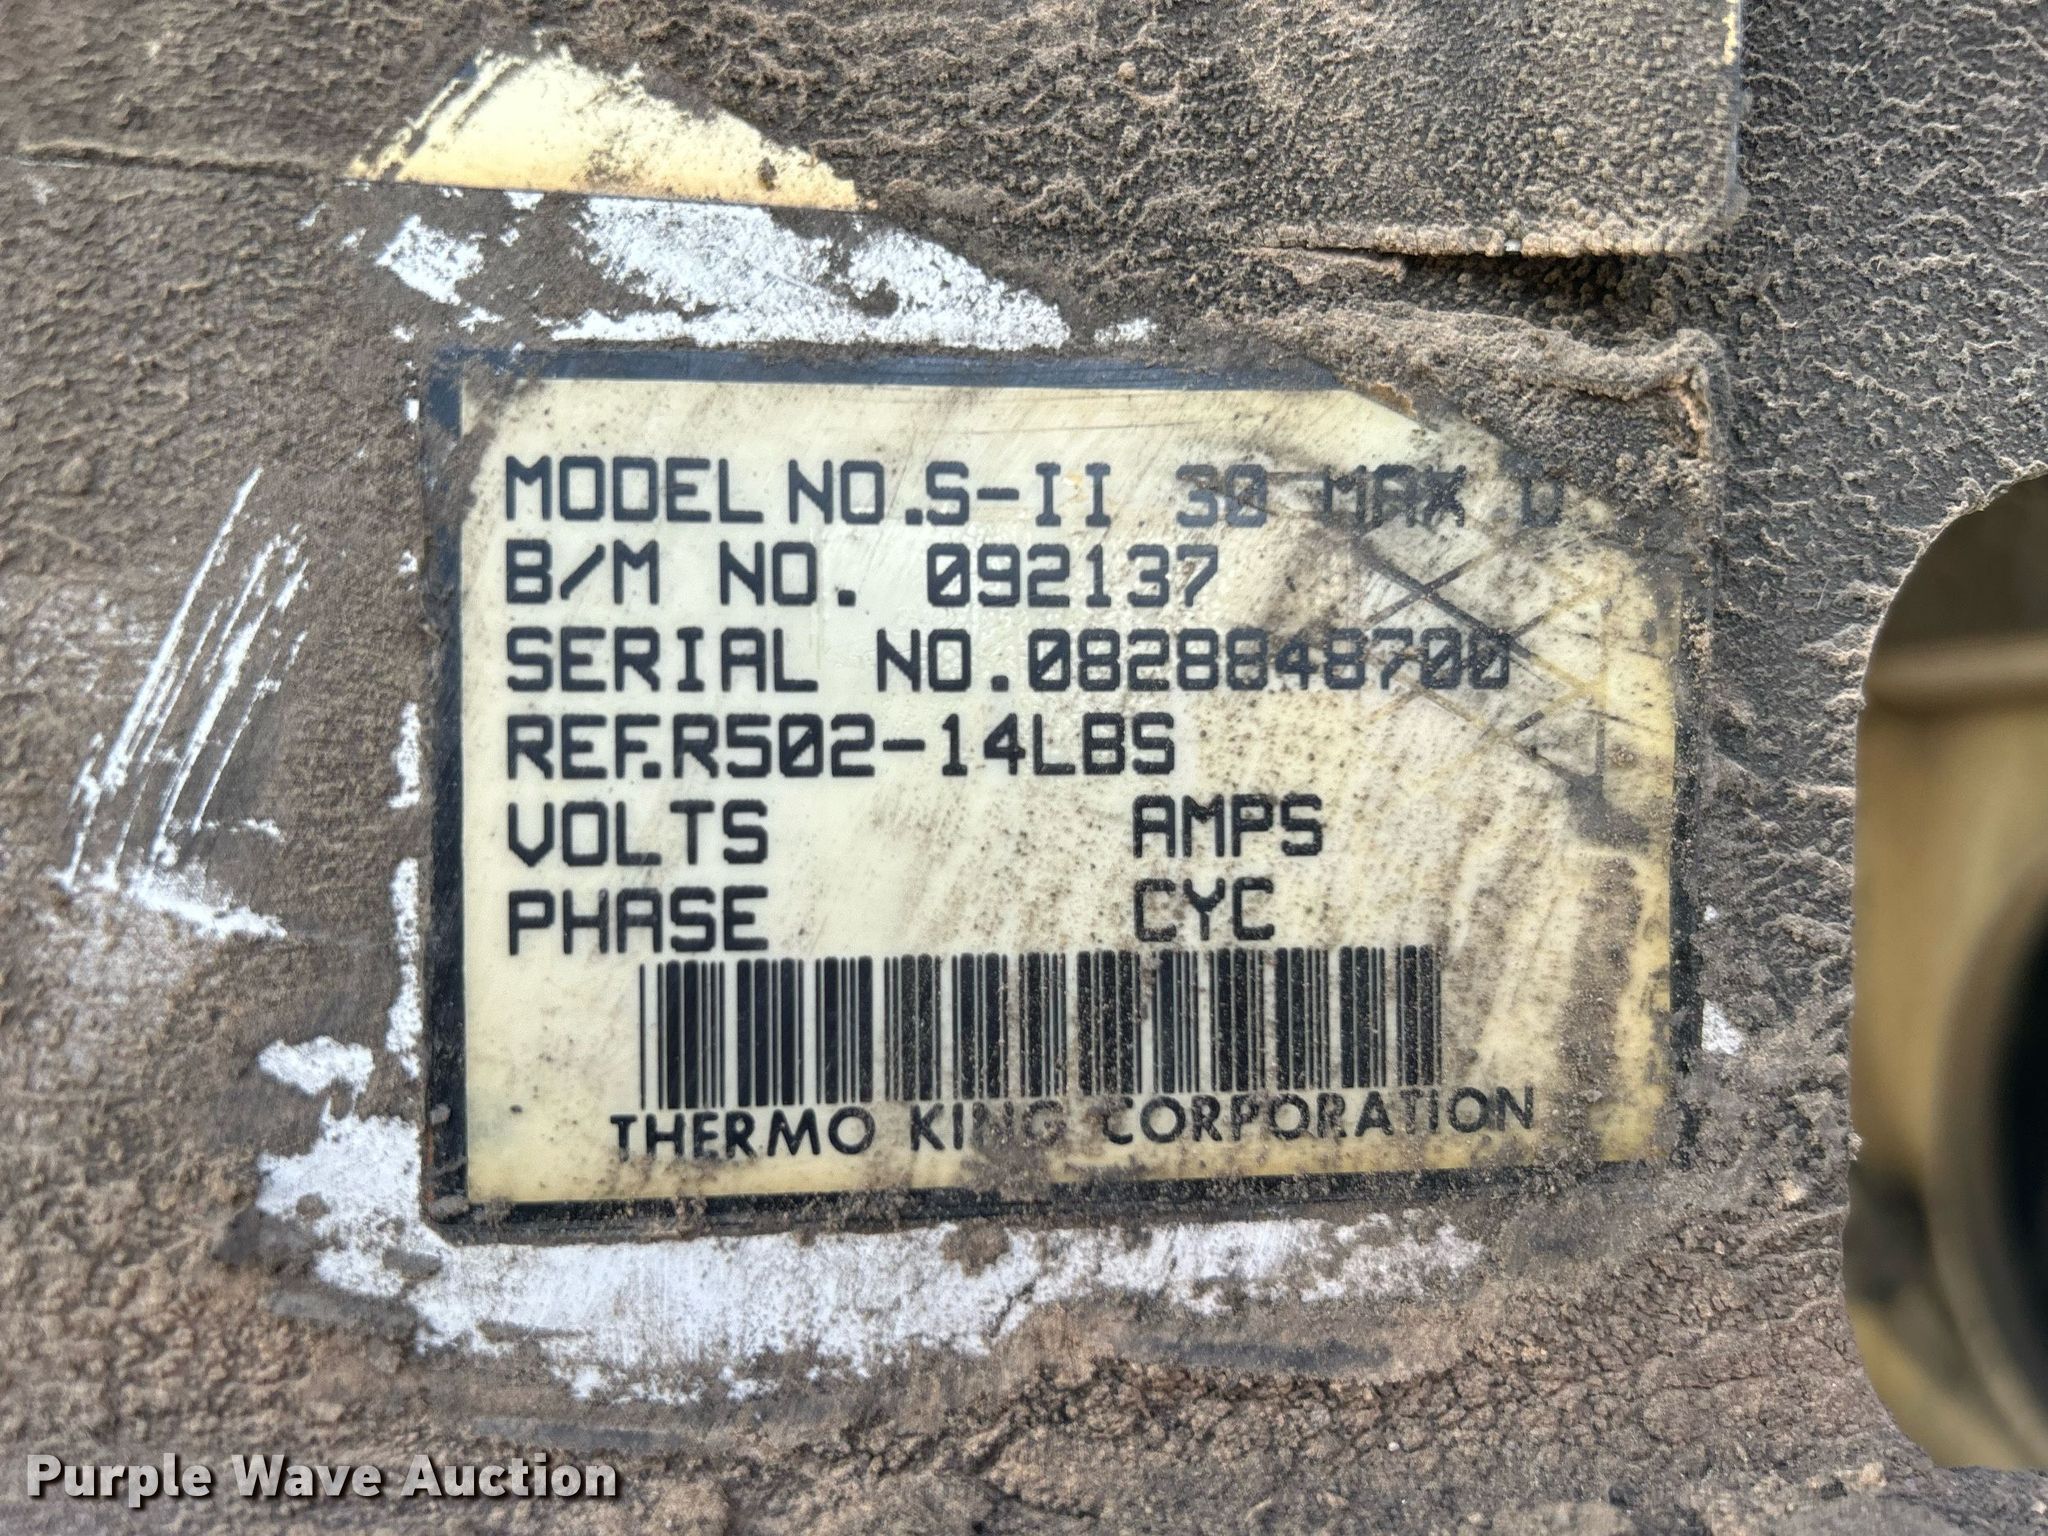 MODEL NO.S-II 30 MAX D
B/M NO. 092137
SERIAL NO.0828848700
REF.R502-14LBS
VOLTS AMPS
PHASE CYC
THERMO KING CORPORATION
Purple Wave Auction